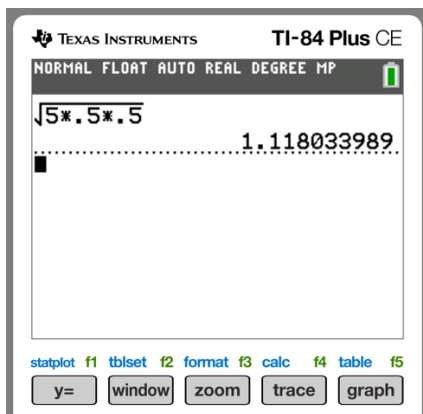 TEXAS INSTRUMENTS TI-84 Plus CE
NORMAL FLOAT AUTO REAL DEGREE MP
√5*.5*.5
1.118033989
statplot f1 tblset f2 format f3 calc f4 table f5
y= window zoom trace graph